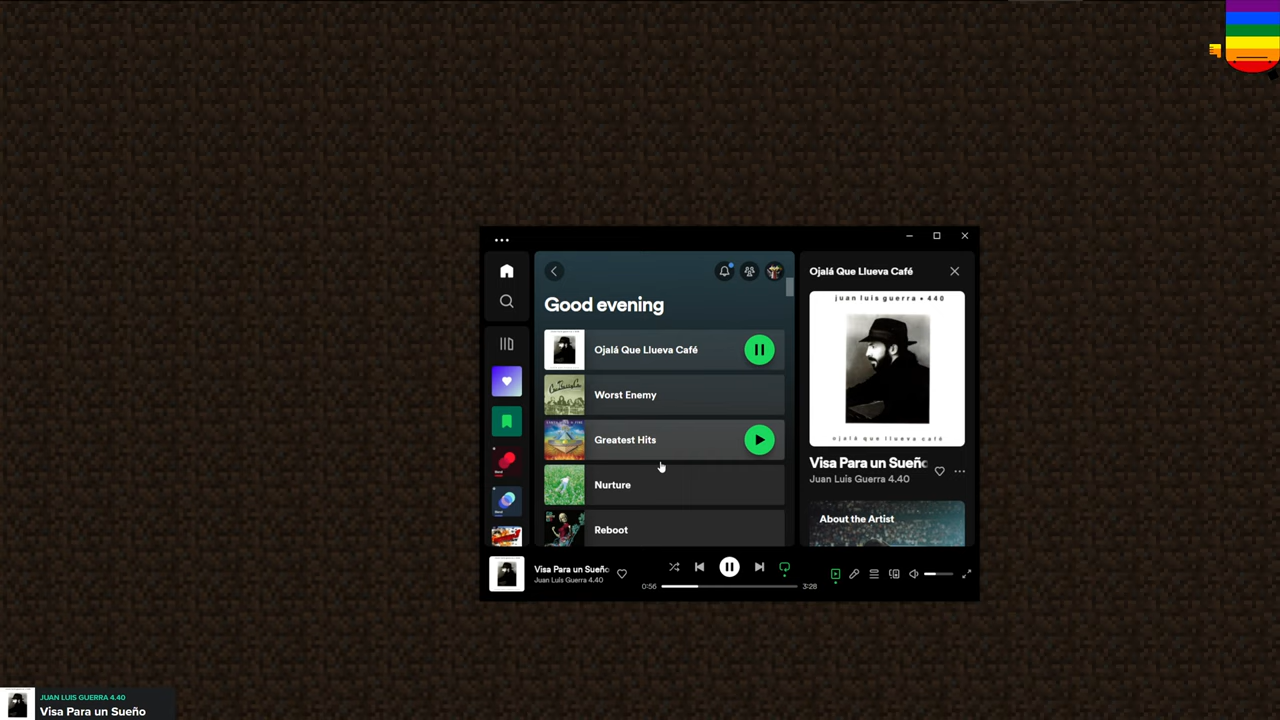 Good evening
Ojalá Que Llueva Café
Worst Enemy
Greatest Hits
Nurture
Reboot
Ojalá Que Llueva Café
juan luis guerra • 440
ojalá que llueva café
Visa Para un Sueño
Juan Luis Guerra 4.40
About the Artist
Visa Para un Sueño
Juan Luis Guerra 4.40
0:56
3:28
JUAN LUIS GUERRA 4.40
Visa Para un Sueño